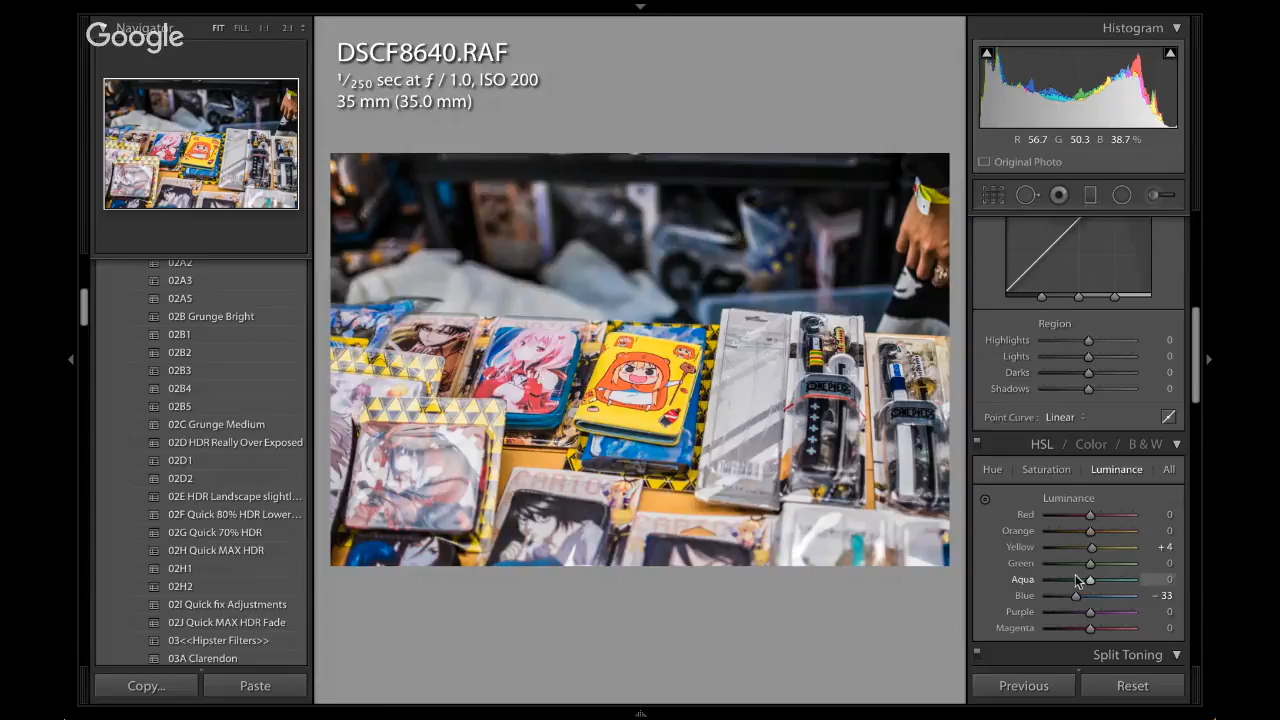 Navigator
FIT FILL 1:1 2:1
Google
02A2
02A3
02A5
02B Grunge Bright
02B1
02B2
02B3
02B4
02B5
02C Grunge Medium
02D HDR Really Over Exposed
02D1
02D2
02E HDR Landscape slightl...
02F Quick 80% HDR Lower...
02G Quick 70% HDR
02H Quick MAX HDR
02H1
02H2
02I Quick fix Adjustments
02J Quick MAX HDR Fade
03<<Hipster Filters>>
03A Clarendon
Copy...
Paste
DSCF8640.RAF
1/250 sec at ƒ / 1.0, ISO 200
35 mm (35.0 mm)
ONE PIECE
Histogram
R 56.7 G 50.3 B 38.7 %
Original Photo
Region
Highlights 0
Lights 0
Darks 0
Shadows 0
Point Curve: Linear
HSL / Color / B & W
Hue Saturation Luminance All
Luminance
Red 0
Orange 0
Yellow + 4
Green 0
Aqua 0
Blue − 33
Purple 0
Magenta 0
Split Toning
Previous
Reset